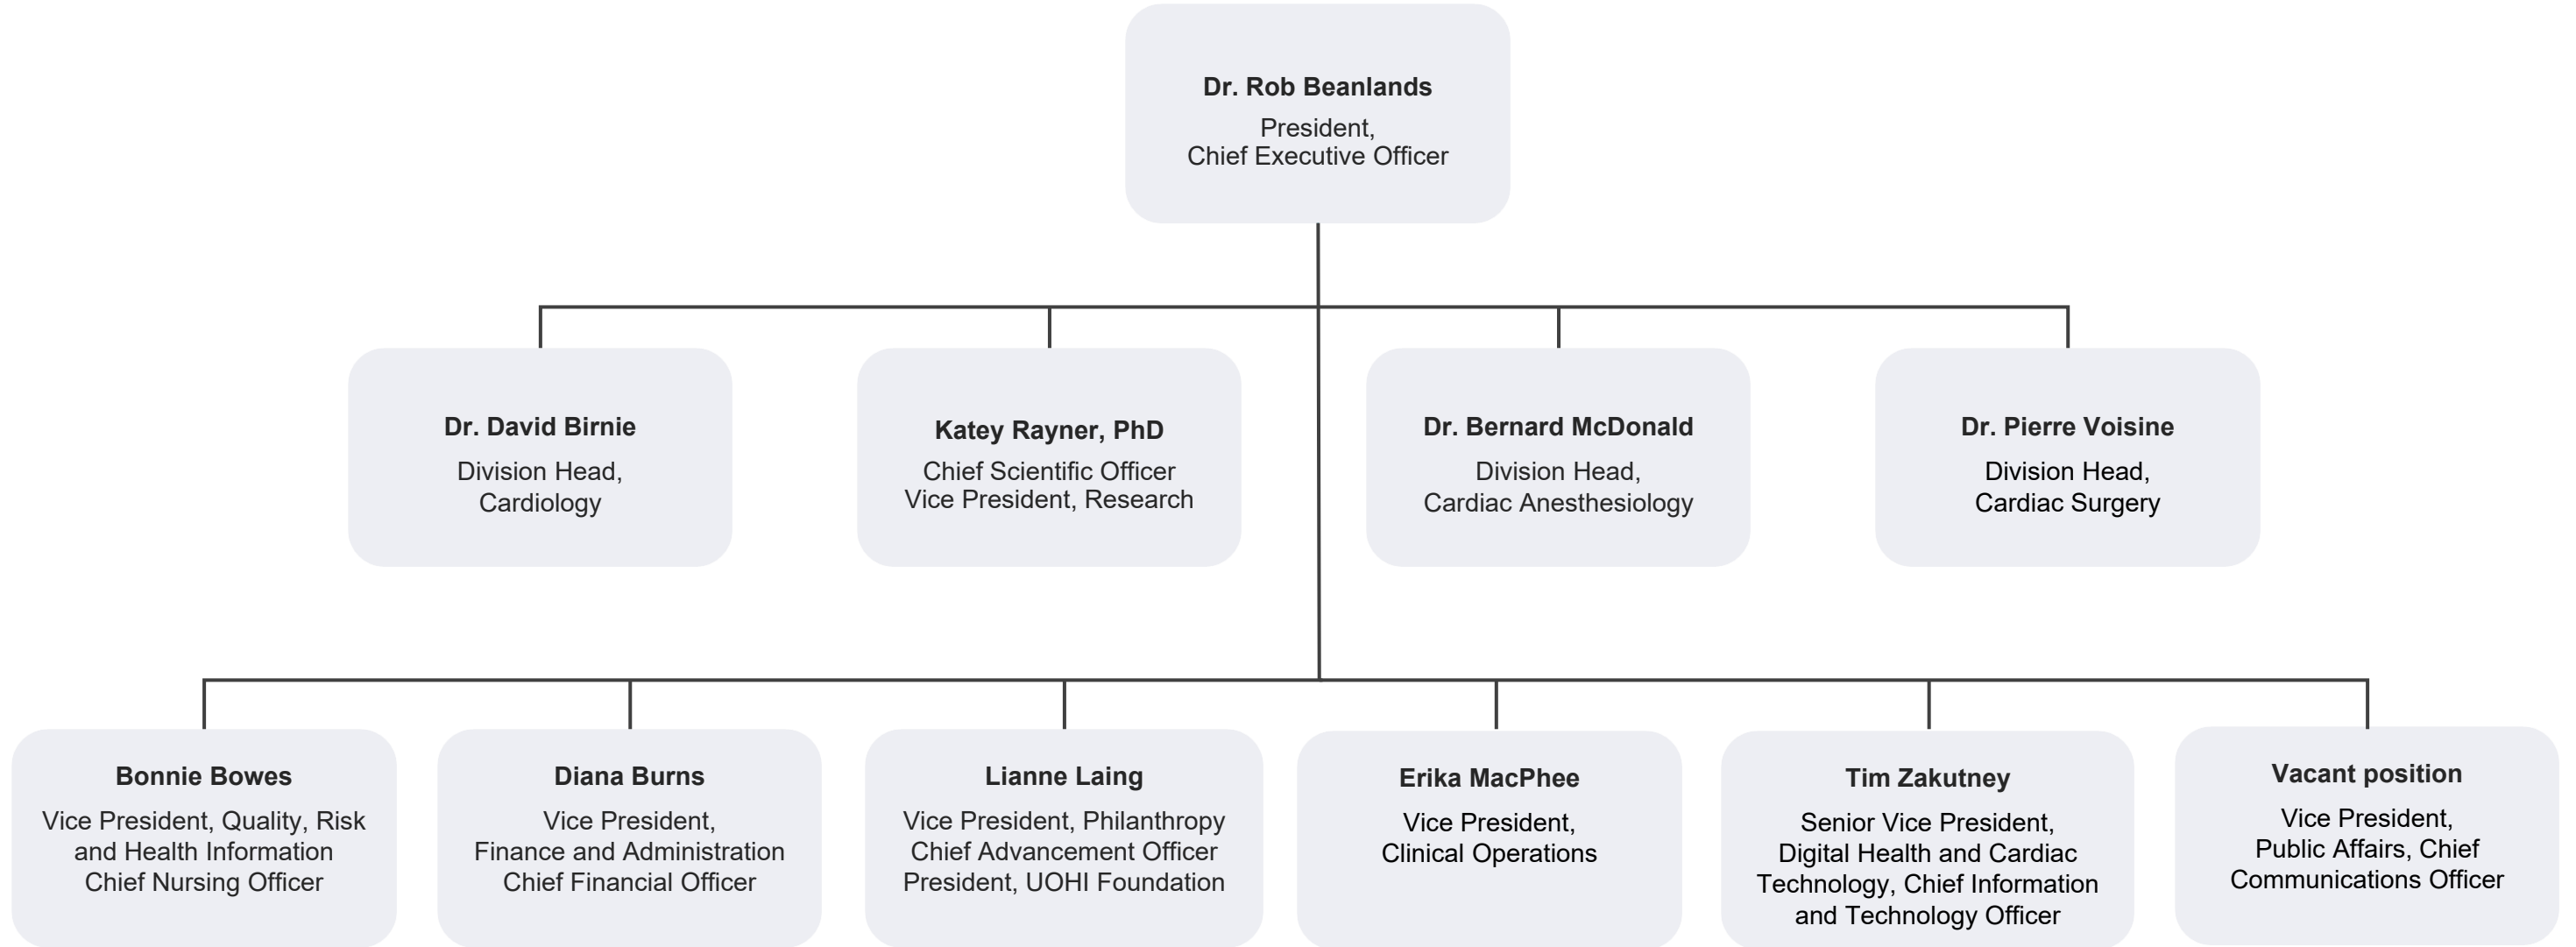 Dr. Rob Beanlands
President,
Chief Executive Officer
Dr. David Birnie
Division Head,
Cardiology
Katey Rayner, PhD
Chief Scientific Officer
Vice President, Research
Dr. Bernard McDonald
Division Head,
Cardiac Anesthesiology
Dr. Pierre Voisine
Division Head,
Cardiac Surgery
Bonnie Bowes
Vice President, Quality, Risk
and Health Information
Chief Nursing Officer
Diana Burns
Vice President,
Finance and Administration
Chief Financial Officer
Lianne Laing
Vice President, Philanthropy
Chief Advancement Officer
President, UOHI Foundation
Erika MacPhee
Vice President,
Clinical Operations
Tim Zakutney
Senior Vice President,
Digital Health and Cardiac
Technology, Chief Information
and Technology Officer
Vacant position
Vice President,
Public Affairs, Chief
Communications Officer